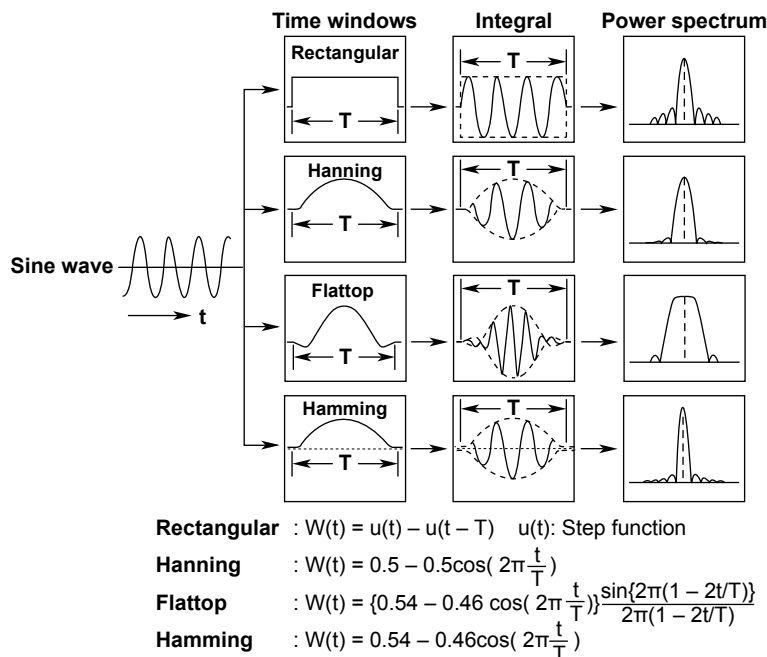 Time windows Integral Power spectrum
Rectangular
T
T
Hanning
T
T
Sine wave
t
Flattop
T
T
Hamming
T
T
Rectangular : W(t) = u(t) – u(t – T) u(t): Step function
Hanning : W(t) = 0.5 – 0.5cos( 2π t/T )
Flattop : W(t) = {0.54 – 0.46 cos( 2π t/T )} sin{2π(1 – 2t/T)} / 2π(1 – 2t/T)
Hamming : W(t) = 0.54 – 0.46cos( 2π t/T )